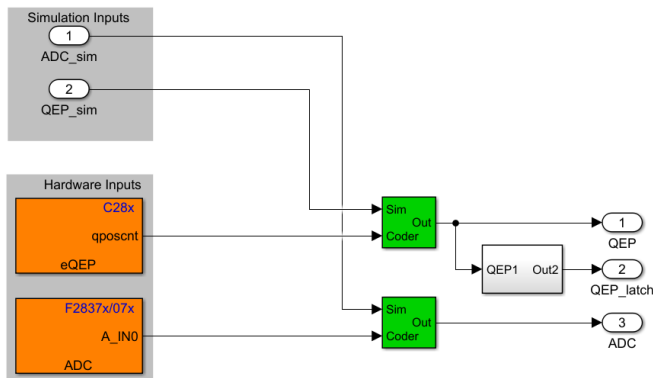 Simulation Inputs
1
ADC_sim
2
QEP_sim
Hardware Inputs
C28x
qposcnt
eQEP
F2837x/07x
A_IN0
ADC
Sim
Out
Coder
Sim
Out
Coder
QEP1 Out2
1
QEP
2
QEP_latch
3
ADC